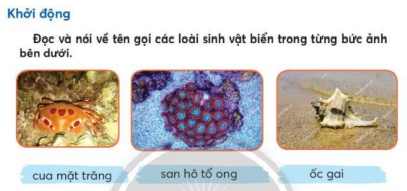 Khởi động
Đọc và nói về tên gọi các loài sinh vật biển trong từng bức ảnh
bên dưới.
cua mặt trăng
san hô tổ ong
ốc gai